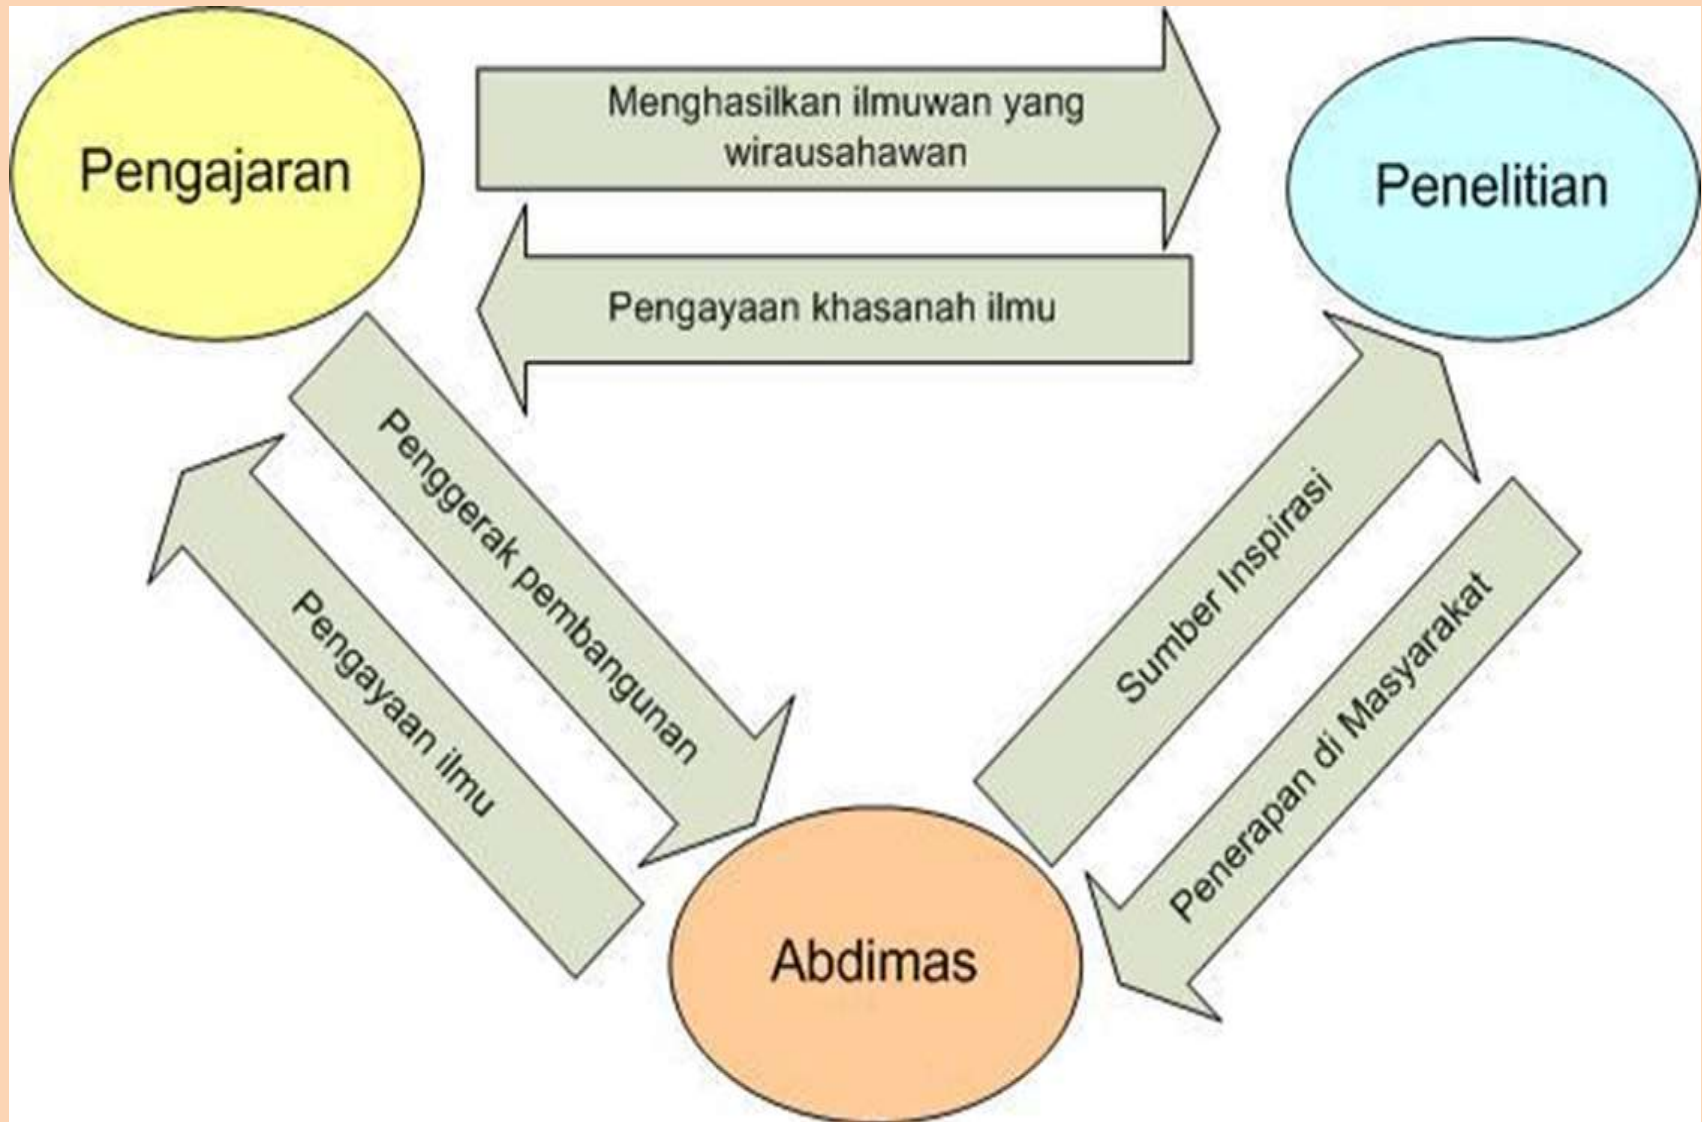 Pengajaran
Menghasilkan ilmuwan yang
wirausahawan
Penelitian
Pengayaan khasanah ilmu
Penggerak pembangunan
Pengayaan ilmu
Sumber Inspirasi
Penerapan di Masyarakat
Abdimas